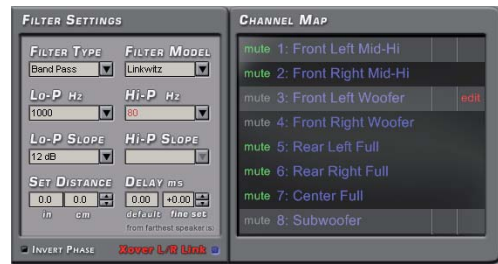 Filter Settings
Filter Type Filter Model
Band Pass Linkwitz
Lo-P Hz Hi-P Hz
1000 80
Lo-P Slope Hi-P Slope
12 dB
Set Distance Delay ms
0.0 0.0 0.00 +0.00
in cm default fine set
from farthest speaker(s)
Invert Phase Xover L/R Link
Channel Map
mute 1: Front Left Mid-Hi
mute 2: Front Right Mid-Hi
mute 3: Front Left Woofer edit
mute 4: Front Right Woofer
mute 5: Rear Left Full
mute 6: Rear Right Full
mute 7: Center Full
mute 8: Subwoofer